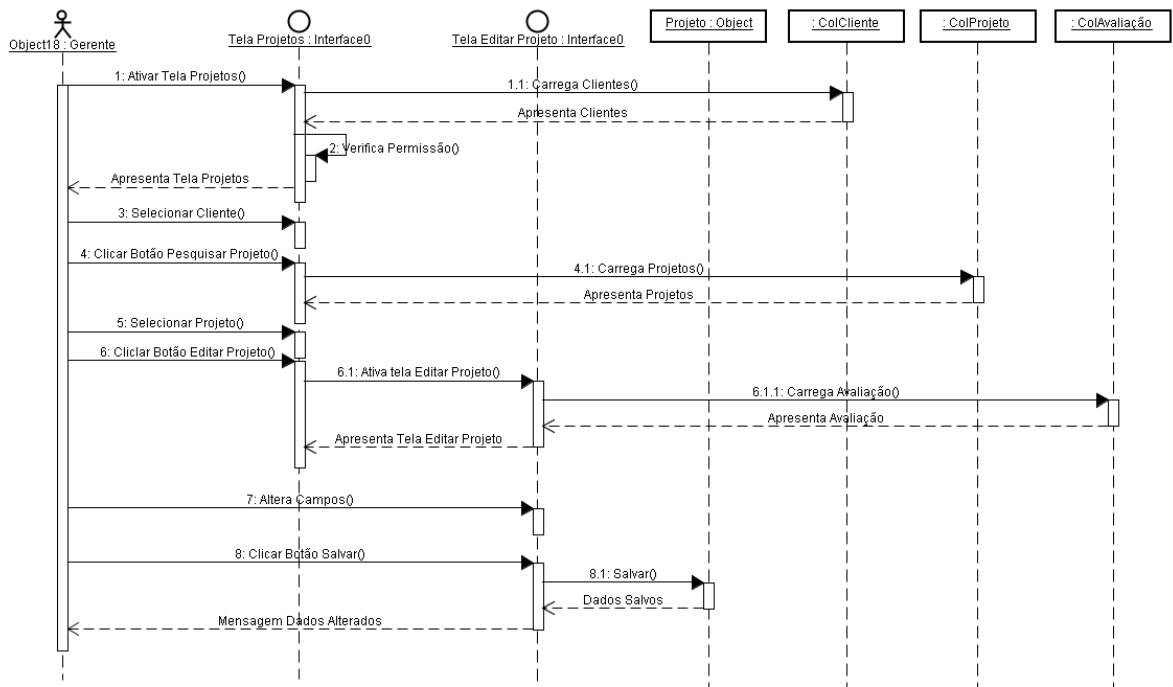 Object18 : Gerente
Tela Projetos : Interface0
Tela Editar Projeto : Interface0
Projeto : Object
: ColCliente
: ColProjeto
: ColAvaliação
1: Ativar Tela Projetos()
1.1: Carrega Clientes()
Apresenta Clientes
2: Verifica Permissão()
Apresenta Tela Projetos
3: Selecionar Cliente()
4: Clicar Botão Pesquisar Projeto()
4.1: Carrega Projetos()
Apresenta Projetos
5: Selecionar Projeto()
6: Cliclar Botão Editar Projeto()
6.1: Ativa tela Editar Projeto()
6.1.1: Carrega Avaliação()
Apresenta Avaliação
Apresenta Tela Editar Projeto
7: Altera Campos()
8: Clicar Botão Salvar()
8.1: Salvar()
Dados Salvos
Mensagem Dados Alterados